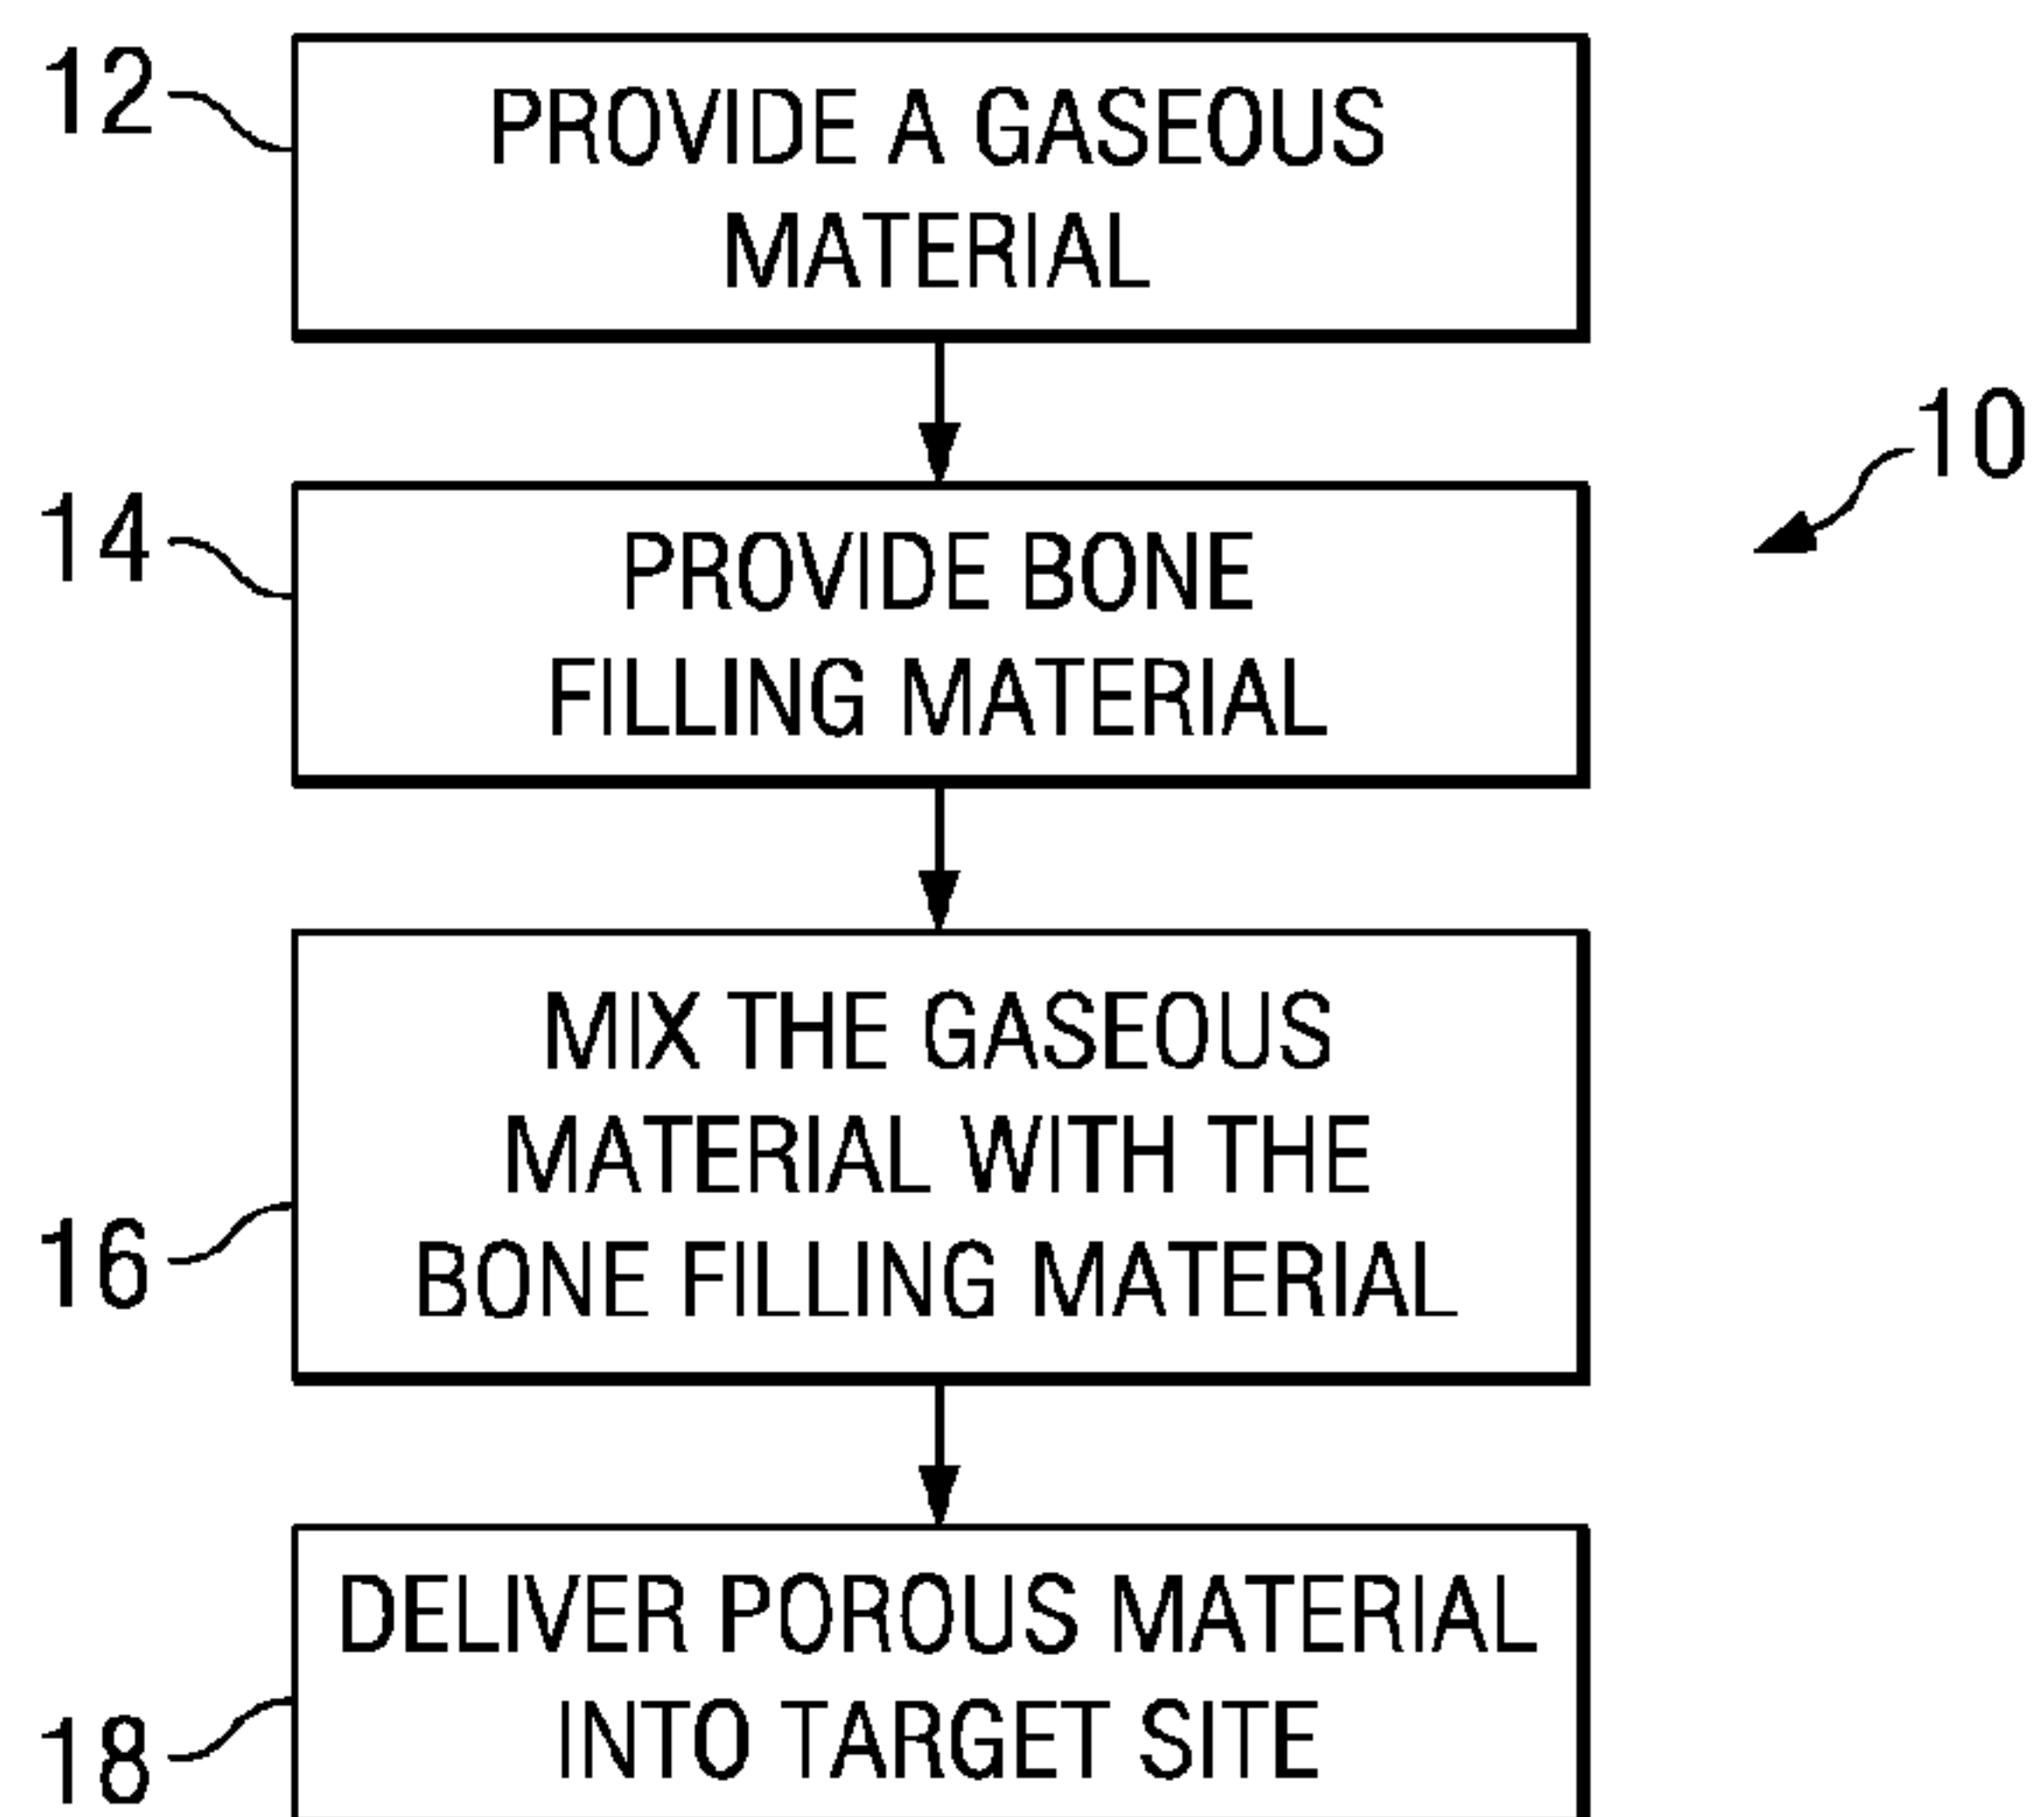 12
PROVIDE A GASEOUS
MATERIAL
10
14
PROVIDE BONE
FILLING MATERIAL
MIX THE GASEOUS
MATERIAL WITH THE
16
BONE FILLING MATERIAL
DELIVER POROUS MATERIAL
18
INTO TARGET SITE